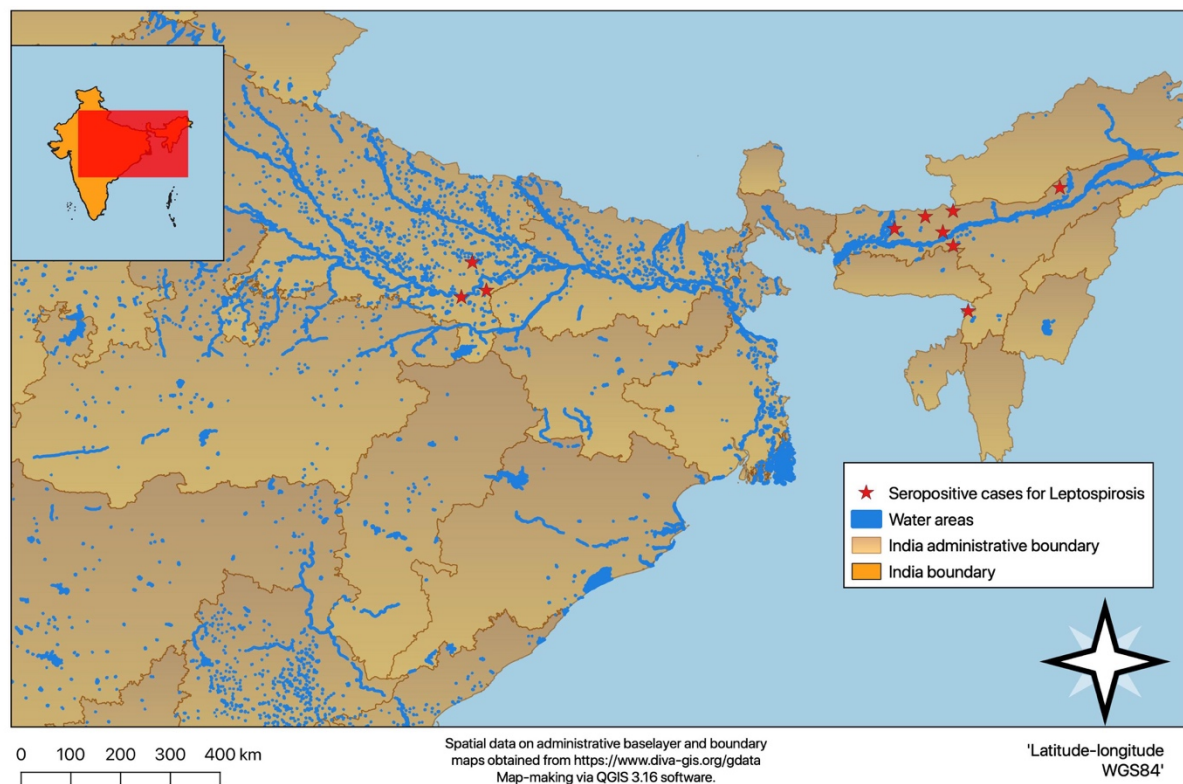 Seropositive cases for Leptospirosis
Water areas
India administrative boundary
India boundary
0 100 200 300 400 km
Spatial data on administrative baselayer and boundary
maps obtained from https://www.diva-gis.org/gdata
Map-making via QGIS 3.16 software.
'Latitude-longitude
WGS84'